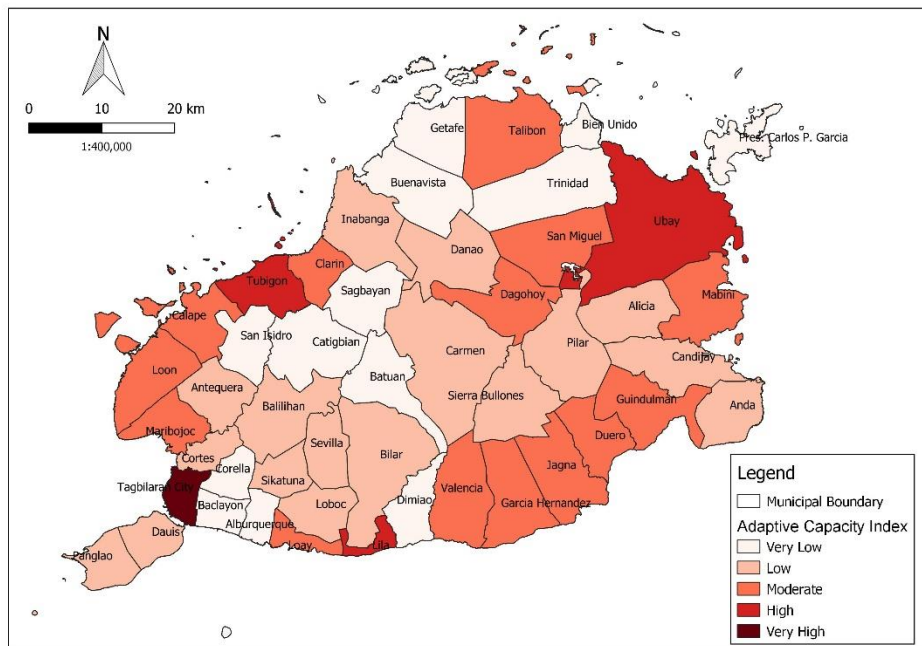 N
0 10 20 km
1:400,000
Getafe
Talibon
Bien Unido
Pres. Carlos P. Garcia
Buenavista
Trinidad
Inabanga
Ubay
Danao
San Miguel
Clarin
Tubigon
Sagbayan
Dagohoy
Alicia
Mabini
Calape
San Isidro
Catigbian
Carmen
Pilar
Candijay
Loon
Antequera
Batuan
Balilihan
Sierra Bullones
Guindulman
Anda
Maribojoc
Sevilla
Duero
Cortes
Corella
Sikatuna
Bilar
Jagna
Tagbilaran City
Baclayon
Alburquerque
Loboc
Dimiao
Valencia
Garcia Hernandez
Dauis
Panglao
Loay
Lila
Legend
Municipal Boundary
Adaptive Capacity Index
Very Low
Low
Moderate
High
Very High